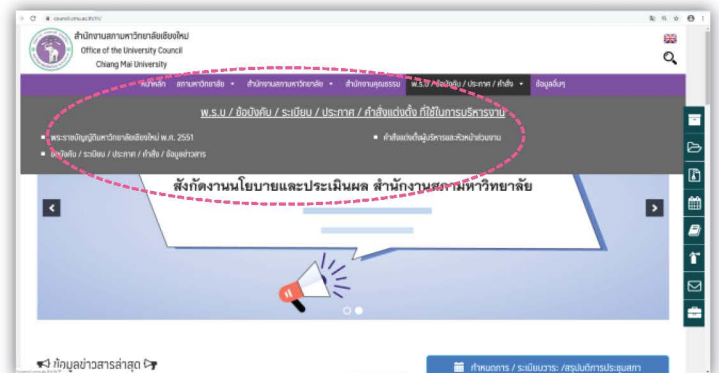 council.cmu.ac.th/th/
สำนักงานสภามหาวิทยาลัยเชียงใหม่
Office of the University Council
Chiang Mai University
หน้าหลัก สภามหาวิทยาลัย สำนักงานสภามหาวิทยาลัย สำนักงานคุณธรรม พ.ร.บ / ข้อบังคับ / ประกาศ / คำสั่ง ข้อมูลอื่นๆ
พ.ร.บ / ข้อบังคับ / ระเบียบ / ประกาศ / คำสั่งแต่งตั้ง ที่ใช้ในการบริหารงาน
พระราชบัญญัติมหาวิทยาลัยเชียงใหม่ พ.ศ. 2551
คำสั่งแต่งตั้งผู้บริหารและหัวหน้าส่วนงาน
ข้อบังคับ / ระเบียบ / ประกาศ / คำสั่ง / ข้อมูลข่าวสาร
สังกัดงานนโยบายและประเมินผล สำนักงานสภามหาวิทยาลัย
ข้อมูลข่าวสารล่าสุด
กำหนดการ / ระเบียบวาระ /สรุปมติการประชุมสภา